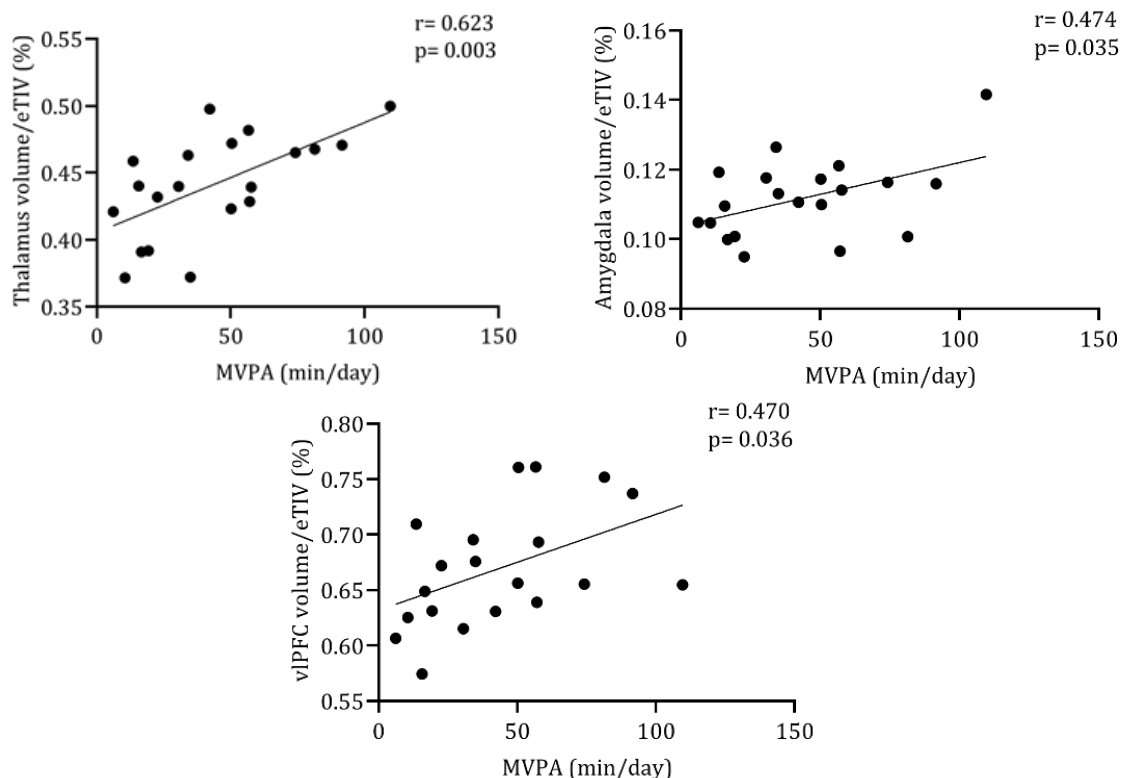 r= 0.623
p= 0.003
Thalamus volume/eTIV (%)
0.55
0.50
0.45
0.40
0.35
0
50
100
150
MVPA (min/day)
r= 0.474
p= 0.035
Amygdala volume/eTIV (%)
0.16
0.14
0.12
0.10
0.08
0
50
100
150
MVPA (min/day)
r= 0.470
p= 0.036
vlPFC volume/eTIV (%)
0.80
0.75
0.70
0.65
0.60
0.55
0
50
100
150
MVPA (min/day)